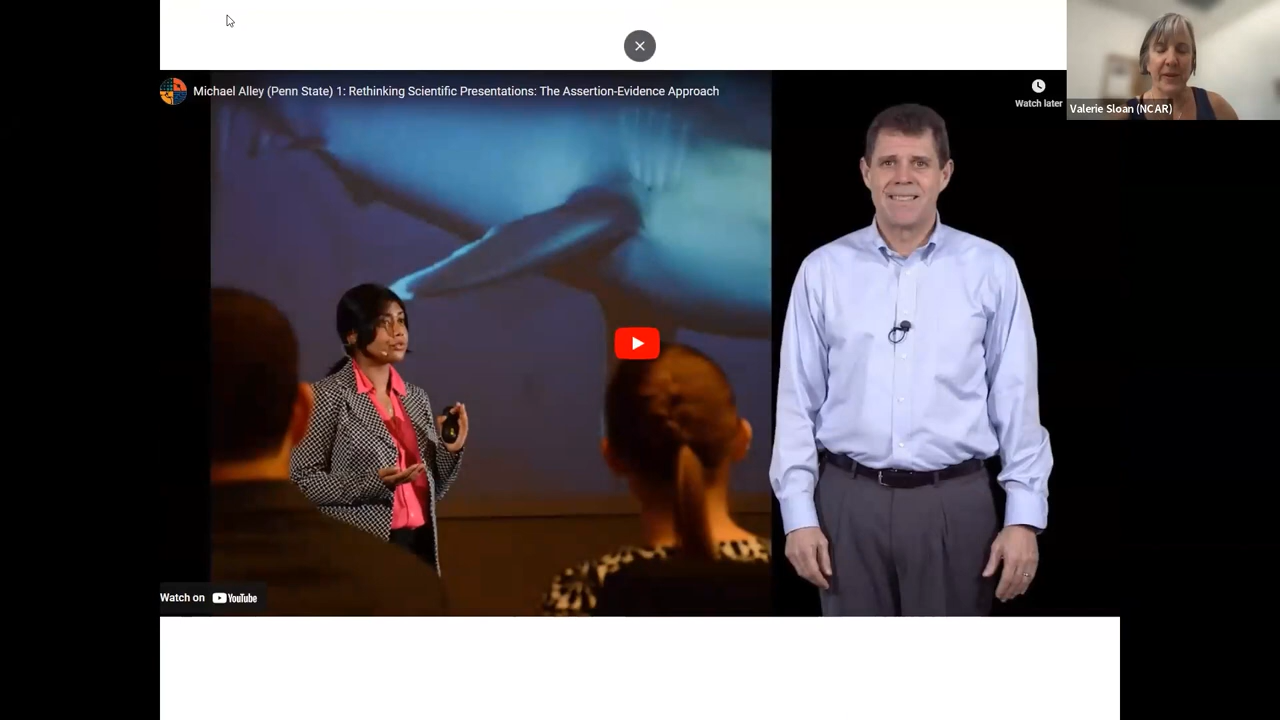 Michael Alley (Penn State) 1: Rethinking Scientific Presentations: The Assertion-Evidence Approach
Watch later
Valerie Sloan (NCAR)
Watch on YouTube